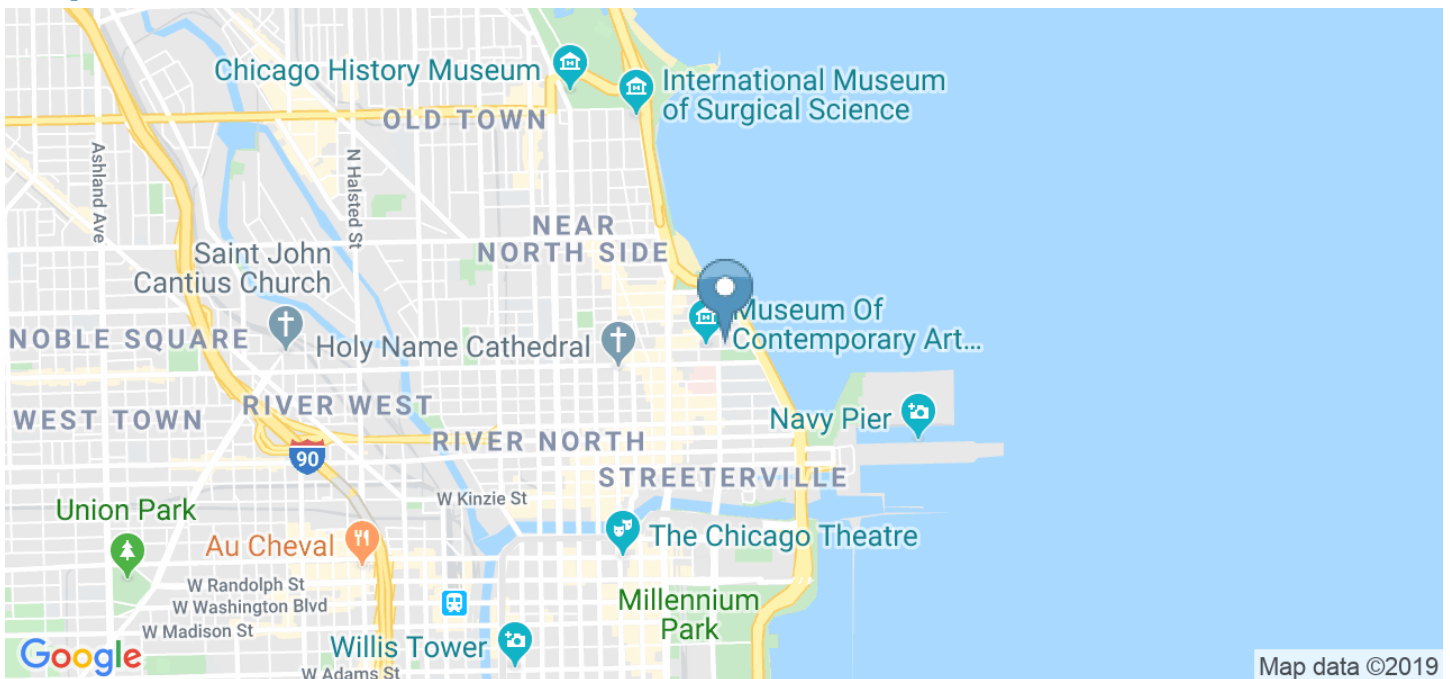 Chicago History Museum
International Museum
of Surgical Science
OLD TOWN
Ashland Ave
N Halsted St
NEAR
NORTH SIDE
Saint John
Cantius Church
Museum Of
Contemporary Art...
NOBLE SQUARE
Holy Name Cathedral
WEST TOWN
RIVER WEST
Navy Pier
RIVER NORTH
90
STREETERVILLE
W Kinzie St
Union Park
Au Cheval
The Chicago Theatre
W Randolph St
W Washington Blvd
Millennium
Park
W Madison St
Willis Tower
Google
W Adams St
Map data ©2019